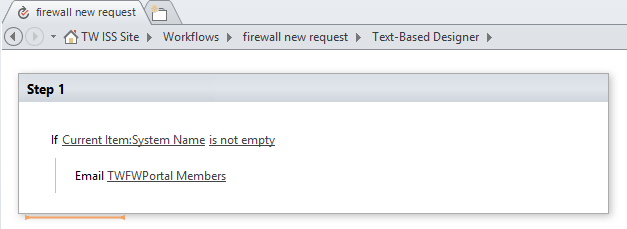 firewall new request
TW ISS Site Workflows firewall new request Text-Based Designer
Step 1
If Current Item:System Name is not empty
Email TWFWPortal Members